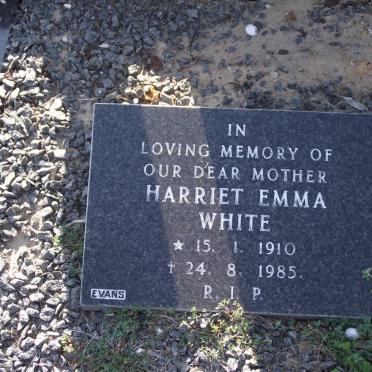 IN
LOVING MEMORY OF
OUR DEAR MOTHER
HARRIET EMMA
WHITE
★ 15. 1. 1910
† 24. 8. 1985.
R.I.P.
EVANS